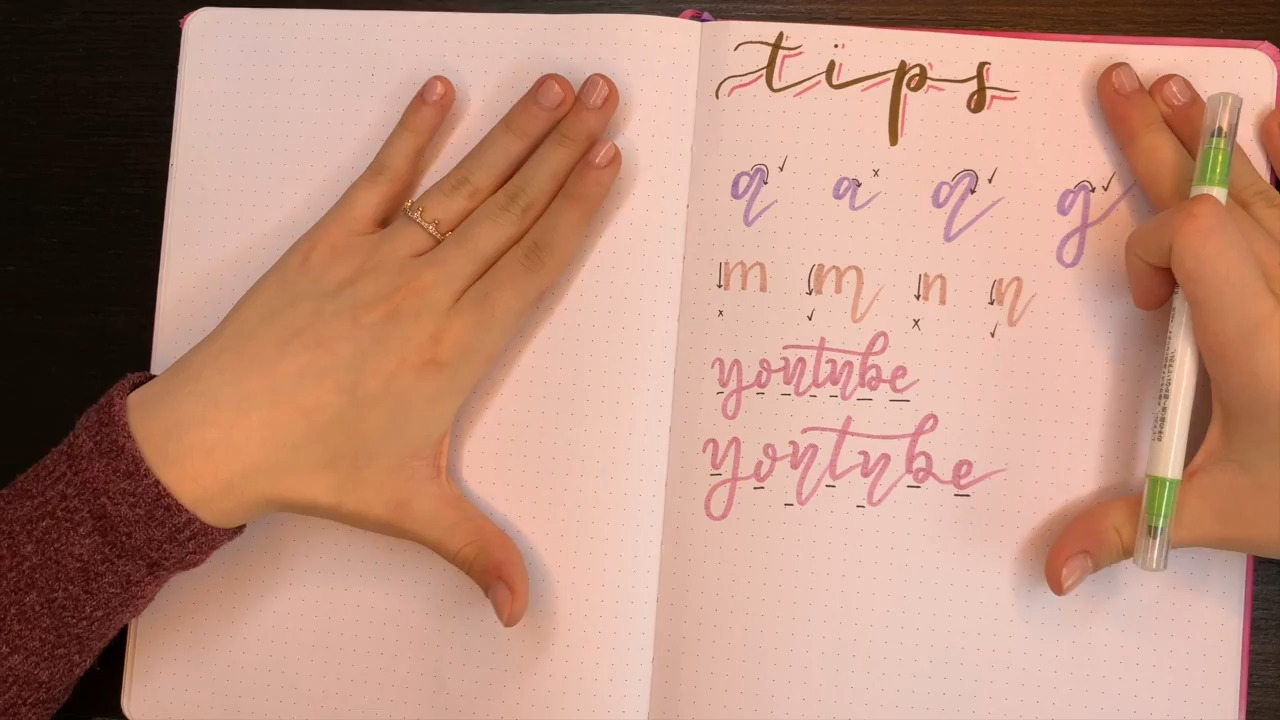 tips
a ✓ a x a ✓ g ✓
m m n n
x ✓ x ✓
youtube
youtube